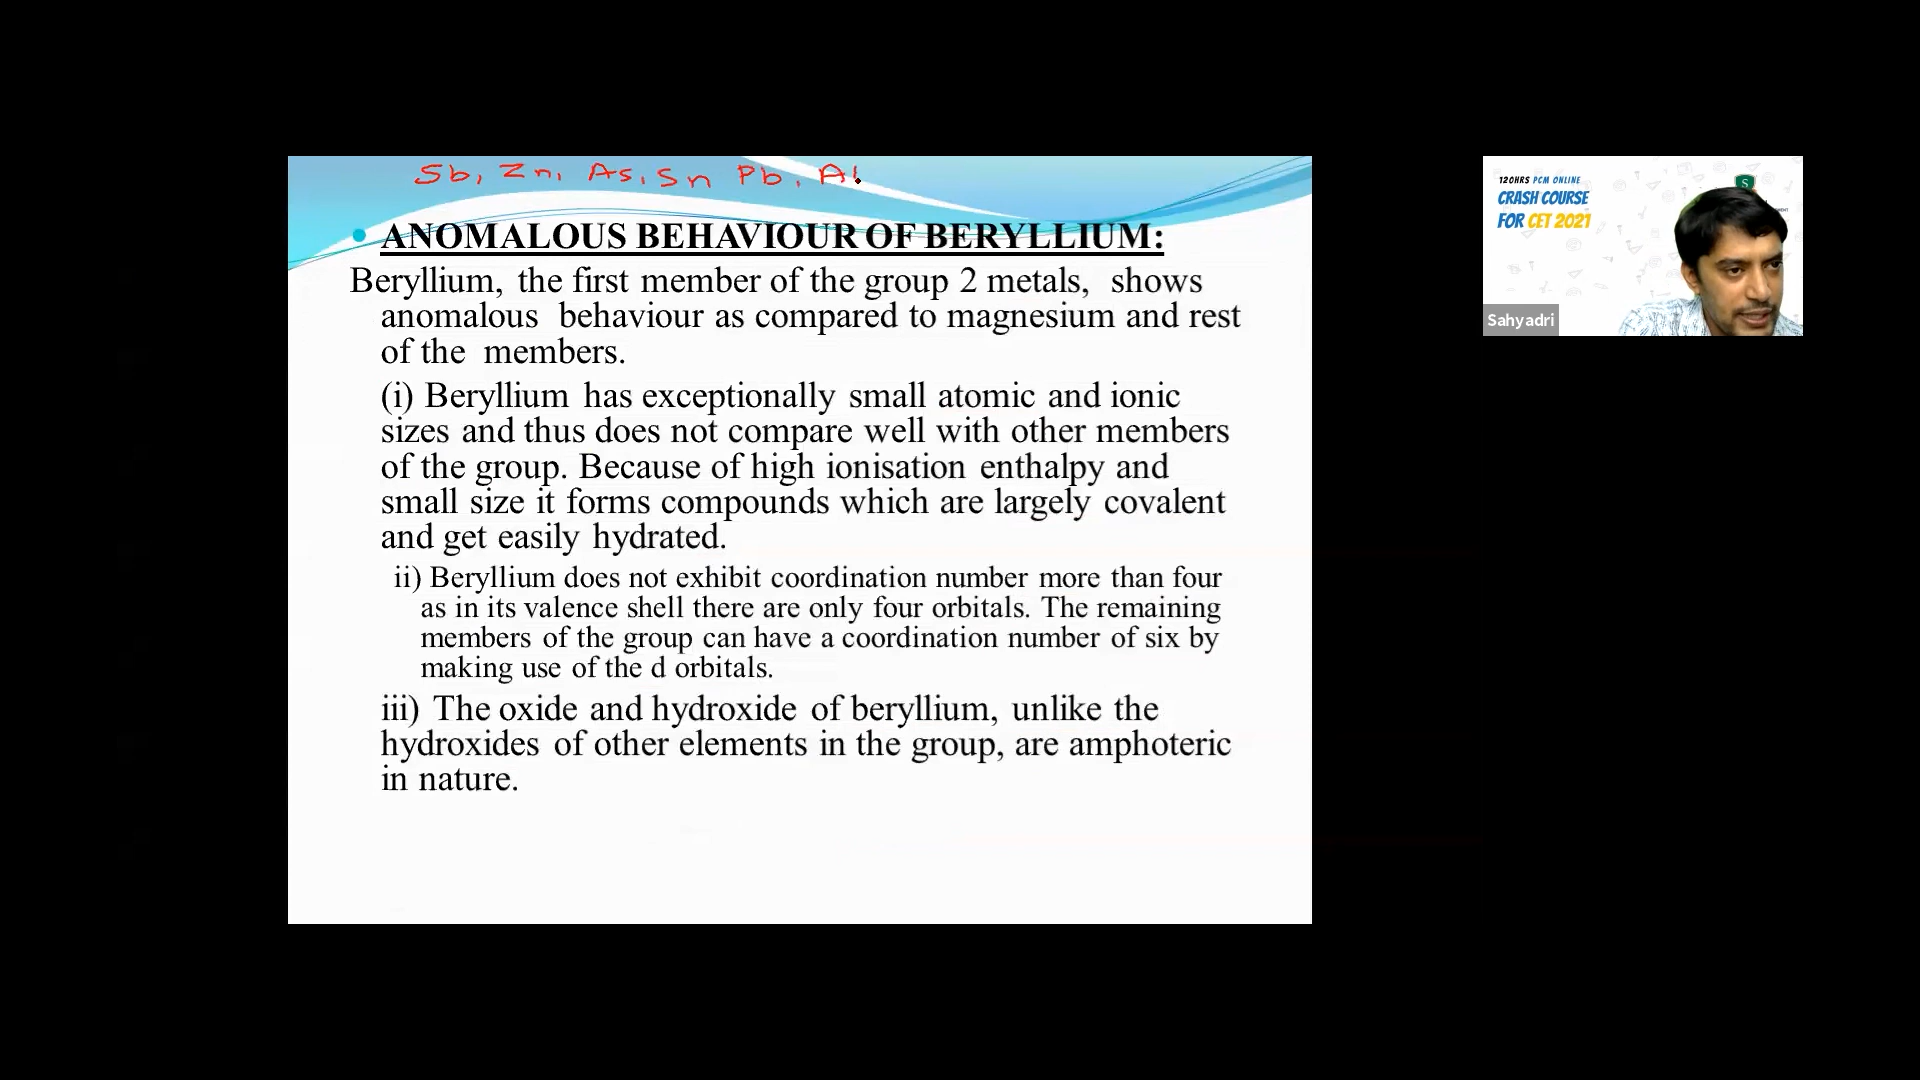 Sb, Zn, As, Sn Pb, Al
ANOMALOUS BEHAVIOUR OF BERYLLIUM:
Beryllium, the first member of the group 2 metals, shows
anomalous behaviour as compared to magnesium and rest
of the members.
(i) Beryllium has exceptionally small atomic and ionic
sizes and thus does not compare well with other members
of the group. Because of high ionisation enthalpy and
small size it forms compounds which are largely covalent
and get easily hydrated.
ii) Beryllium does not exhibit coordination number more than four
as in its valence shell there are only four orbitals. The remaining
members of the group can have a coordination number of six by
making use of the d orbitals.
iii) The oxide and hydroxide of beryllium, unlike the
hydroxides of other elements in the group, are amphoteric
in nature.
120HRS PCM ONLINE
CRASH COURSE
FOR CET 2021
S
Sahyadri